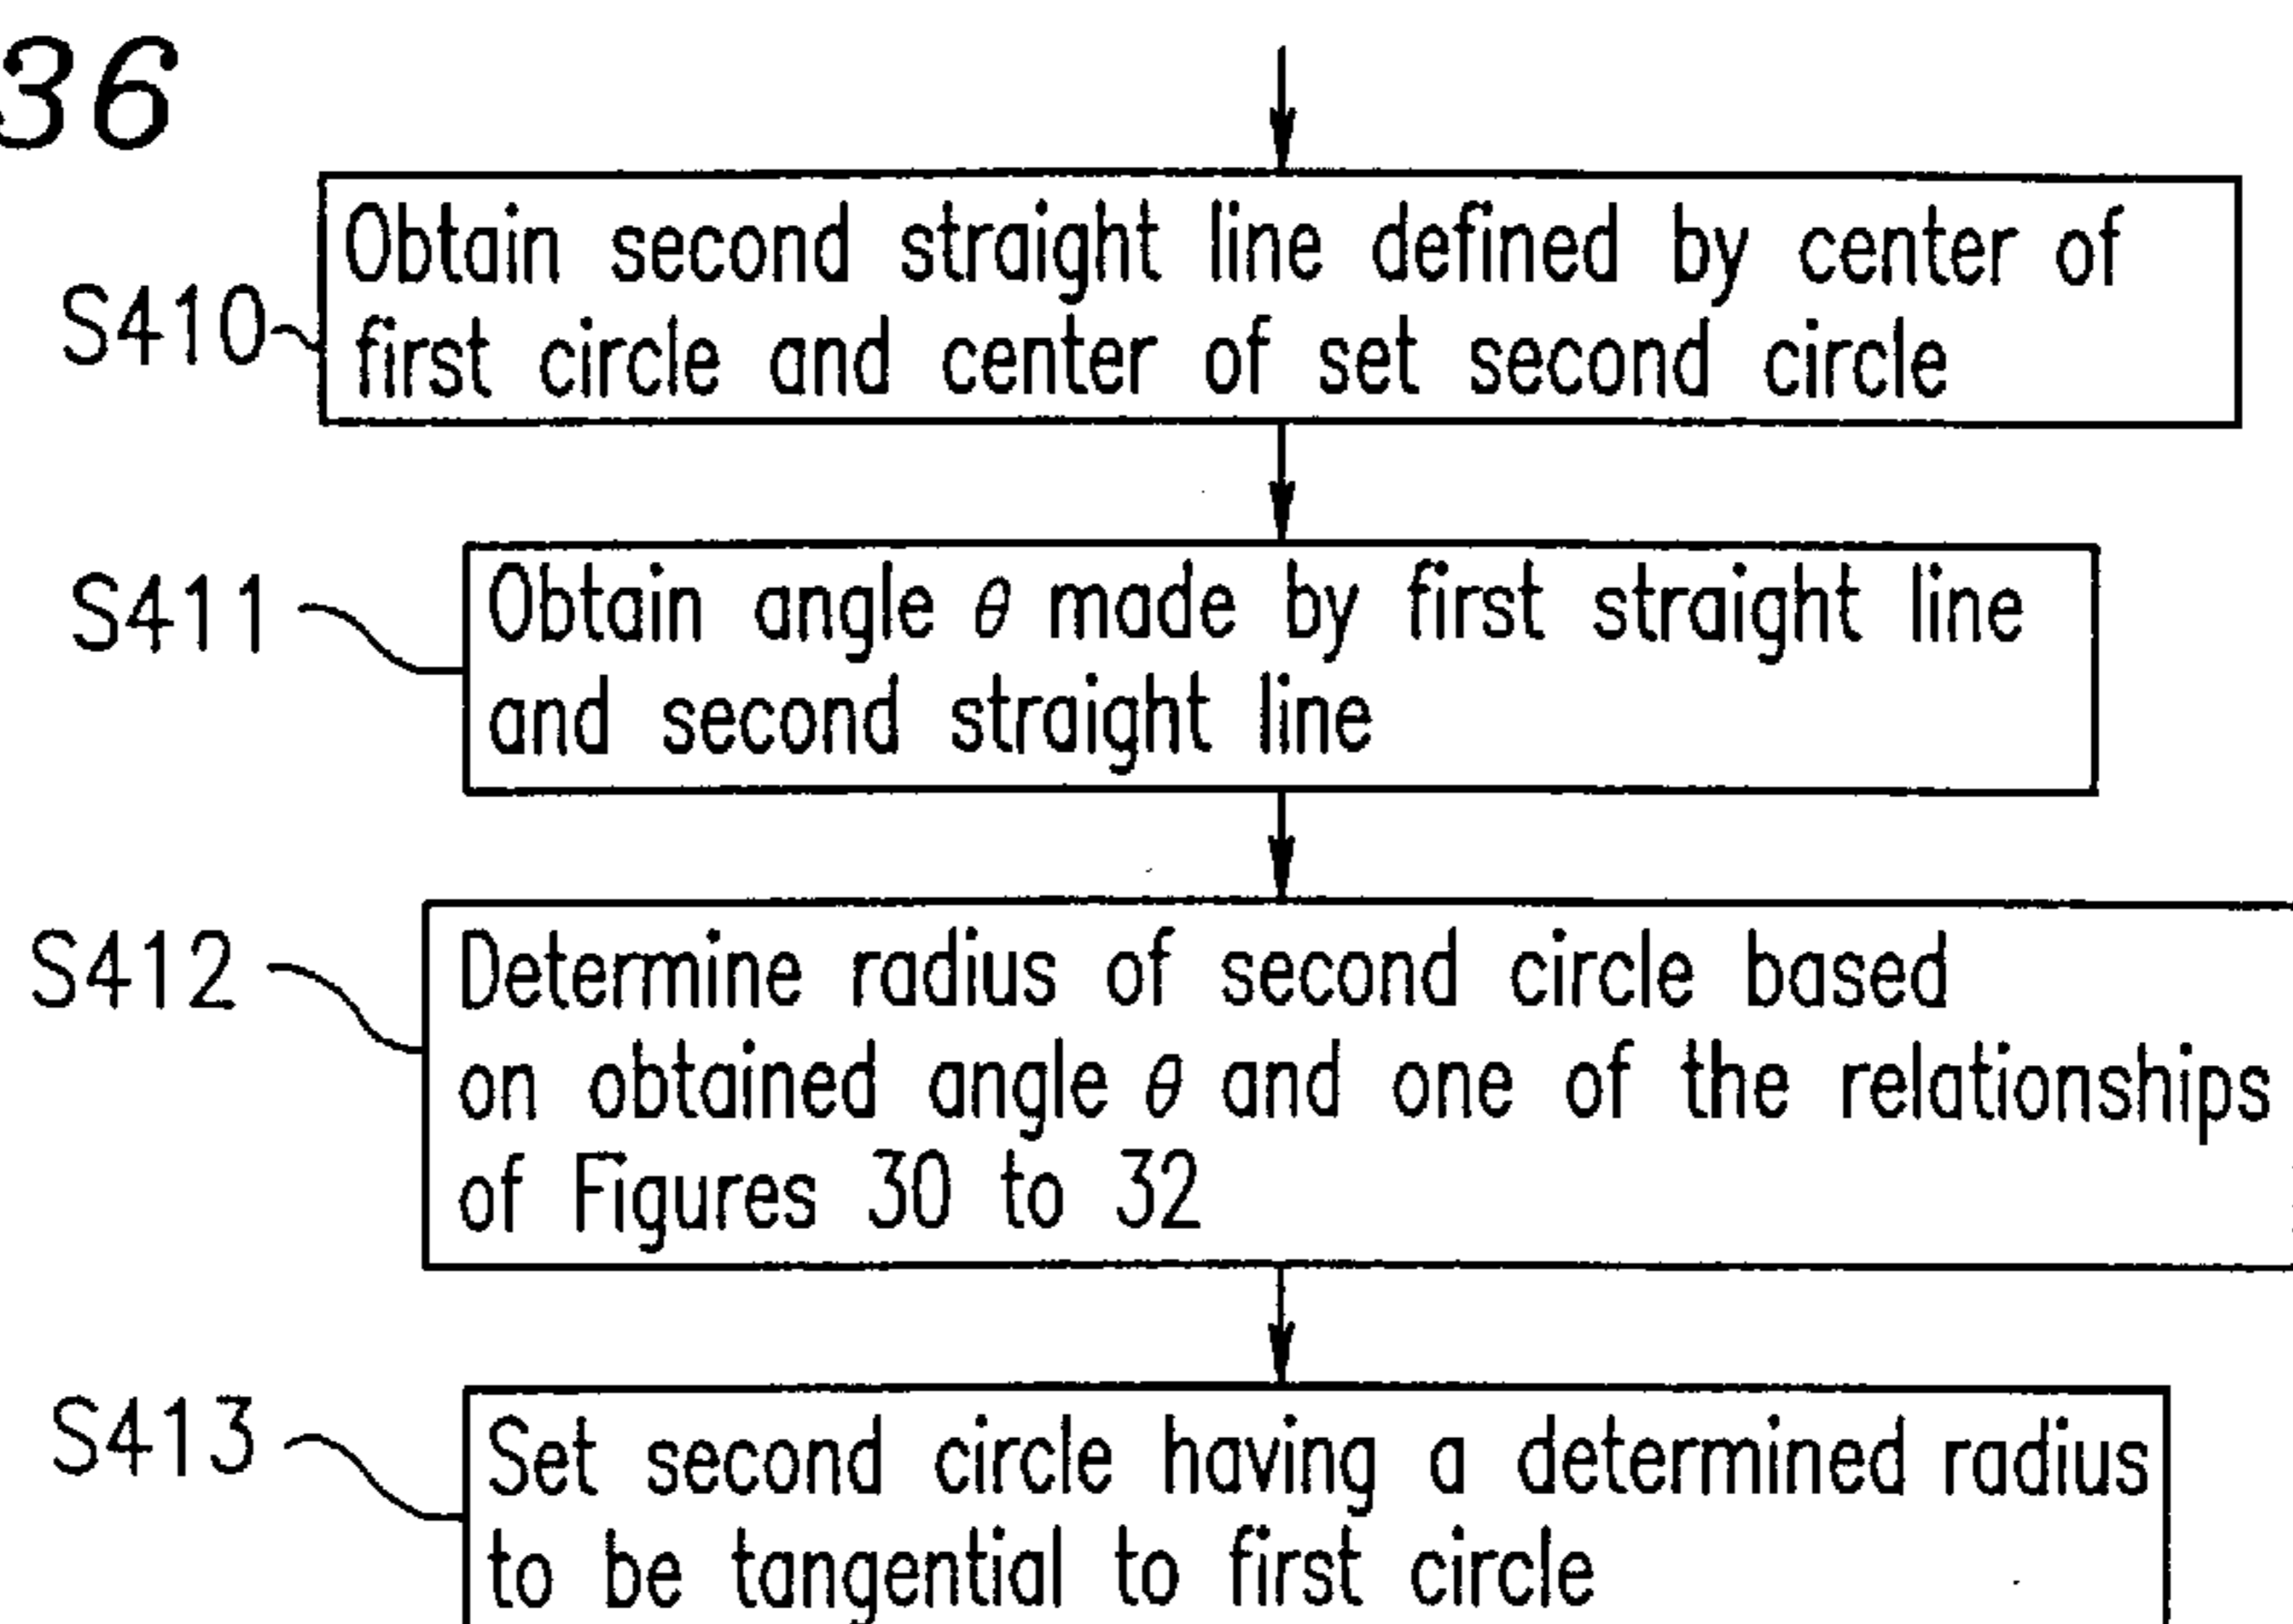 36
S410
Obtain second straight line defined by center of
first circle and center of set second circle
S411
Obtain angle θ made by first straight line
and second straight line
S412
Determine radius of second circle based
on obtained angle θ and one of the relationships
of Figures 30 to 32
S413
Set second circle having a determined radius
to be tangential to first circle